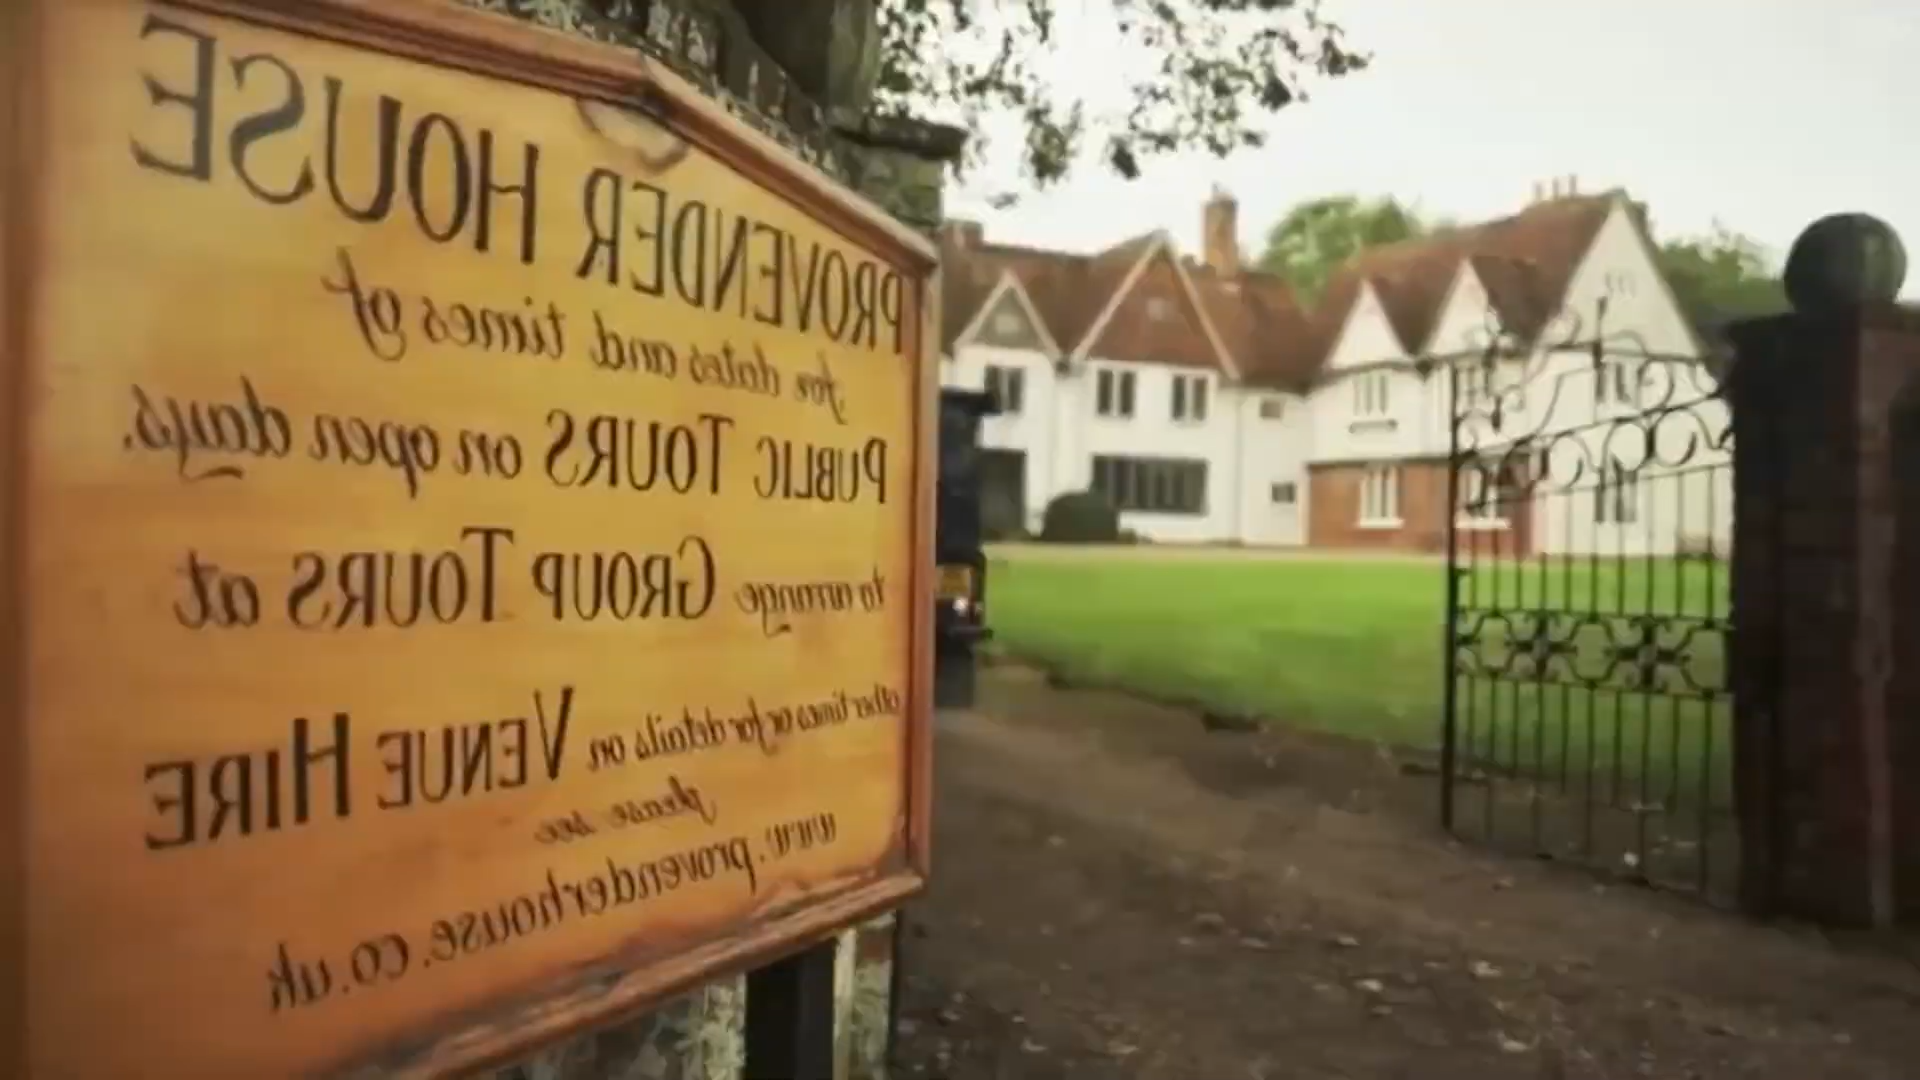 PROVENDER HOUSE
for dates and times of
PUBLIC TOURS on open days.
to arrange GROUP TOURS at
other times or for details on VENUE HIRE
please see
www.provenderhouse.co.uk